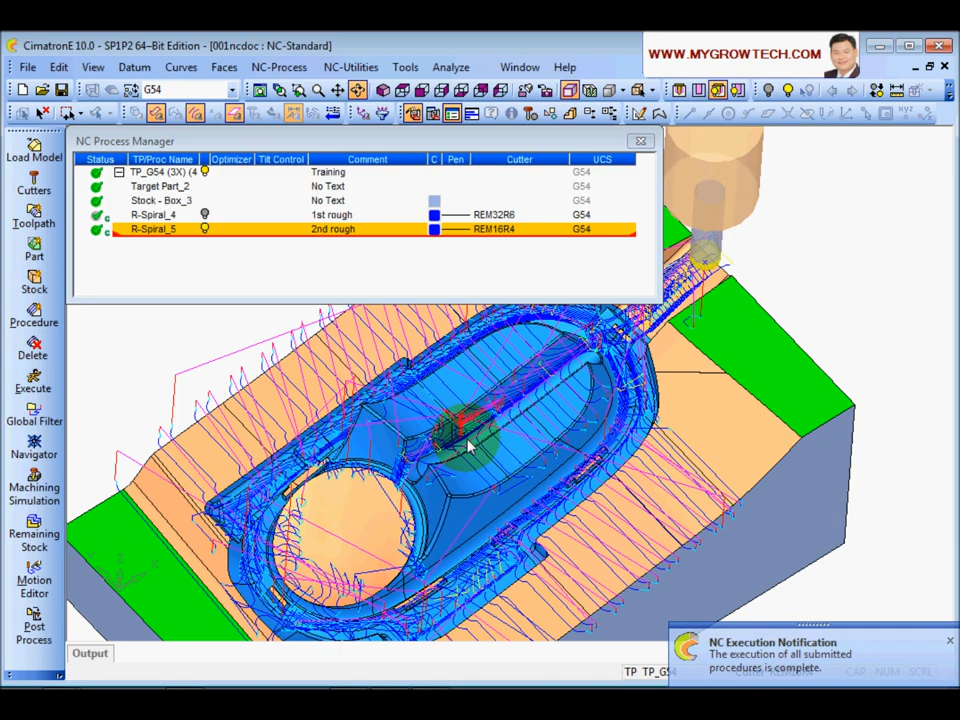 CimatronE 10.0 - SP1P2 64–Bit Edition - [001ncdoc : NC-Standard]
WWW.MYGROWTECH.COM
File Edit View Datum Curves Faces NC-Process NC-Utilities Tools Analyze Window Help
G54
NC Process Manager
Status TP/Proc Name Optimizer Tilt Control Comment C Pen Cutter UCS
TP_G54 (3X) (4 Training G54
Target Part_2 No Text G54
Stock - Box_3 No Text G54
R-Spiral_4 1st rough REM32R6 G54
R-Spiral_5 2nd rough REM16R4 G54
Load Model
Cutters
Toolpath
Part
Stock
Procedure
Delete
Execute
Global Filter
Navigator
Machining
Simulation
Remaining
Stock
Motion
Editor
Post
Process
Output
NC Execution Notification
The execution of all submitted
procedures is complete.
TP TP_G54 CAP NUM SCRL